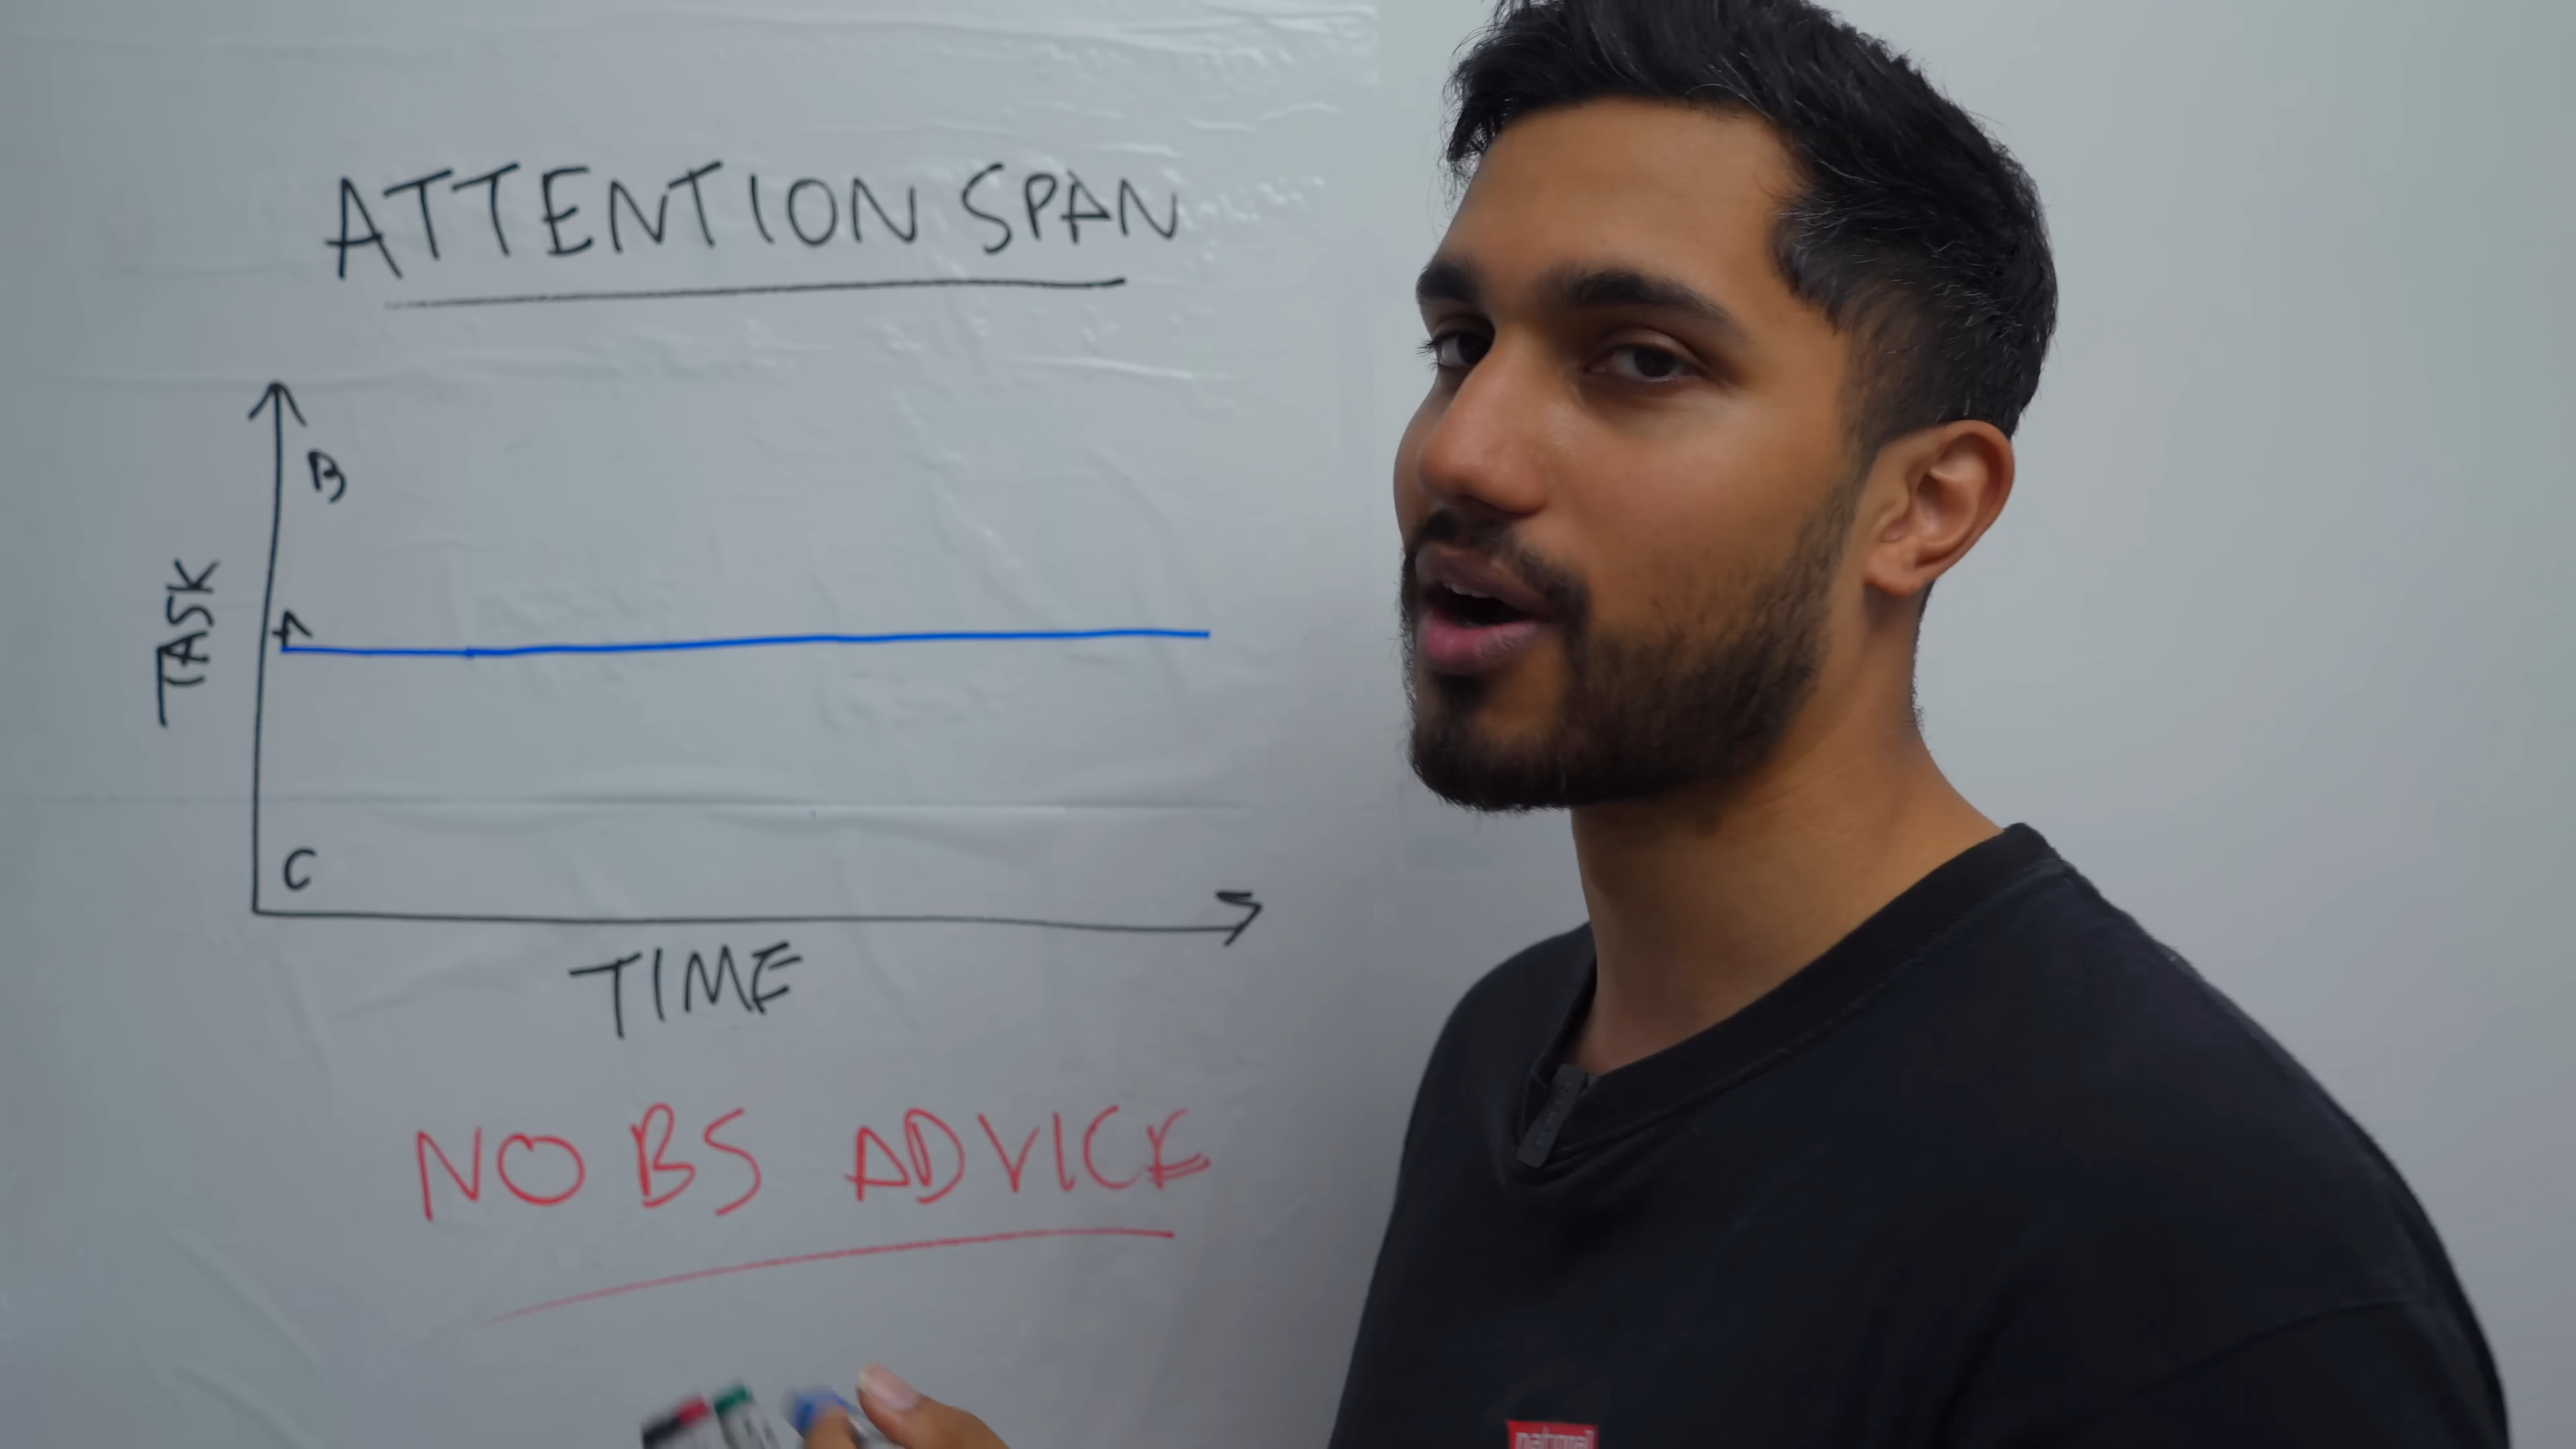 ATTENTION SPAN
B
TASK
A
C
TIME
NO BS ADVICE